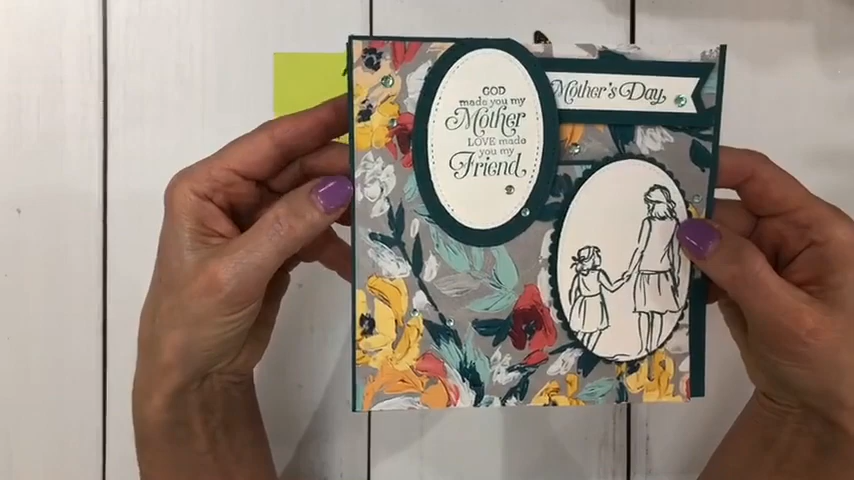 GOD
made you my
Mother
LOVE made
you my
Friend
Mother's Day